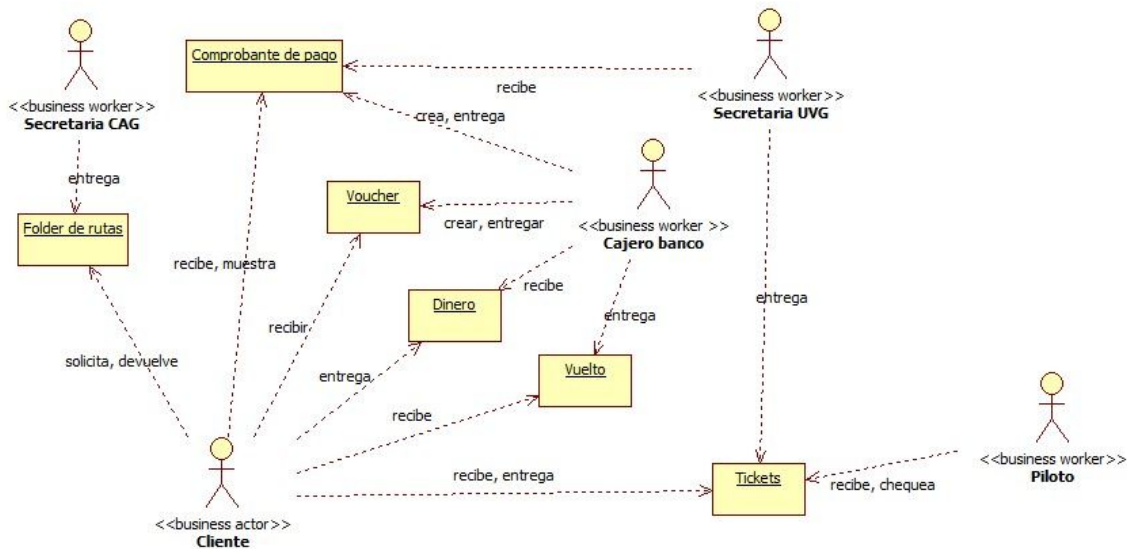 Comprobante de pago
recibe
<<business worker>>
Secretaria CAG
<<business worker>>
Secretaria UVG
crea, entrega
entrega
Voucher
crear, entregar
Folder de rutas
<<business worker >>
Cajero banco
recibe, muestra
recibe
Dinero
entrega
entrega
recibir
solicita, devuelve
entrega
Vuelto
recibe
recibe, entrega
Tickets
recibe, chequea
<<business worker>>
Piloto
<<business actor>>
Cliente